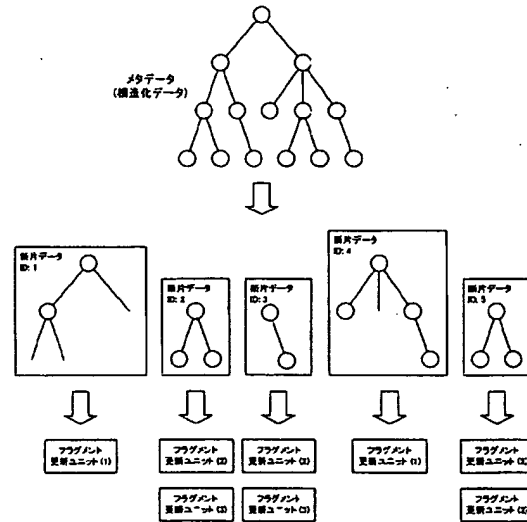 メタデータ
(構造化データ)
断片データ
ID: 1
断片データ
ID: 2
断片データ
ID: 3
断片データ
ID: 4
断片データ
ID: 5
フラグメント
更新ユニット(1)
フラグメント
更新ユニット(2)
フラグメント
更新ユニット(2)
フラグメント
更新ユニット(1)
フラグメント
更新ユニット(2)
フラグメント
更新ユニット(3)
フラグメント
更新ユニット(3)
フラグメント
更新ユニット(3)